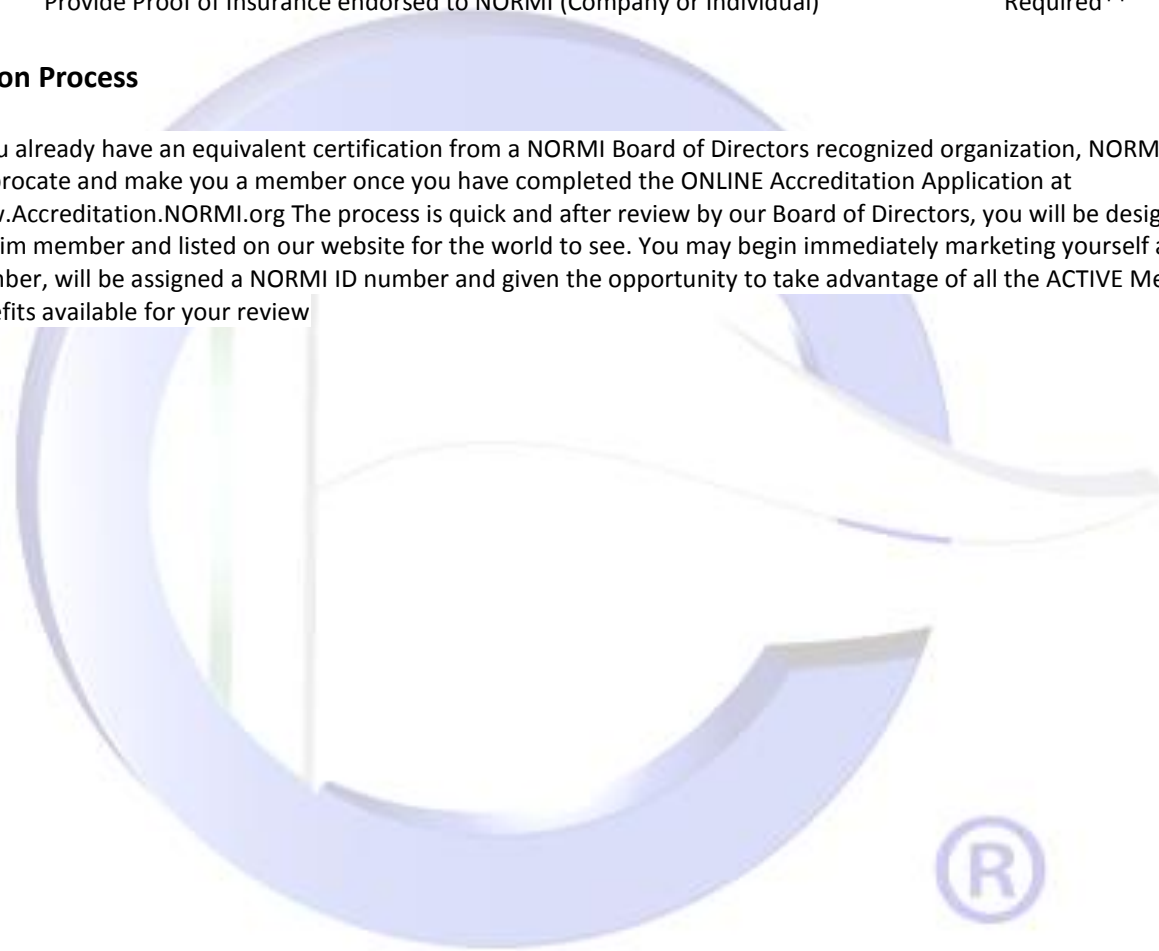 Provide Proof of Insurance endorsed to NORMI (Company or Individual) Required**
on Process
u already have an equivalent certification from a NORMI Board of Directors recognized organization, NORM
rocate and make you a member once you have completed the ONLINE Accreditation Application at
.Accreditation.NORMI.org The process is quick and after review by our Board of Directors, you will be desig
im member and listed on our website for the world to see. You may begin immediately marketing yourself a
ber, will be assigned a NORMI ID number and given the opportunity to take advantage of all the ACTIVE Me
fits available for your review
®